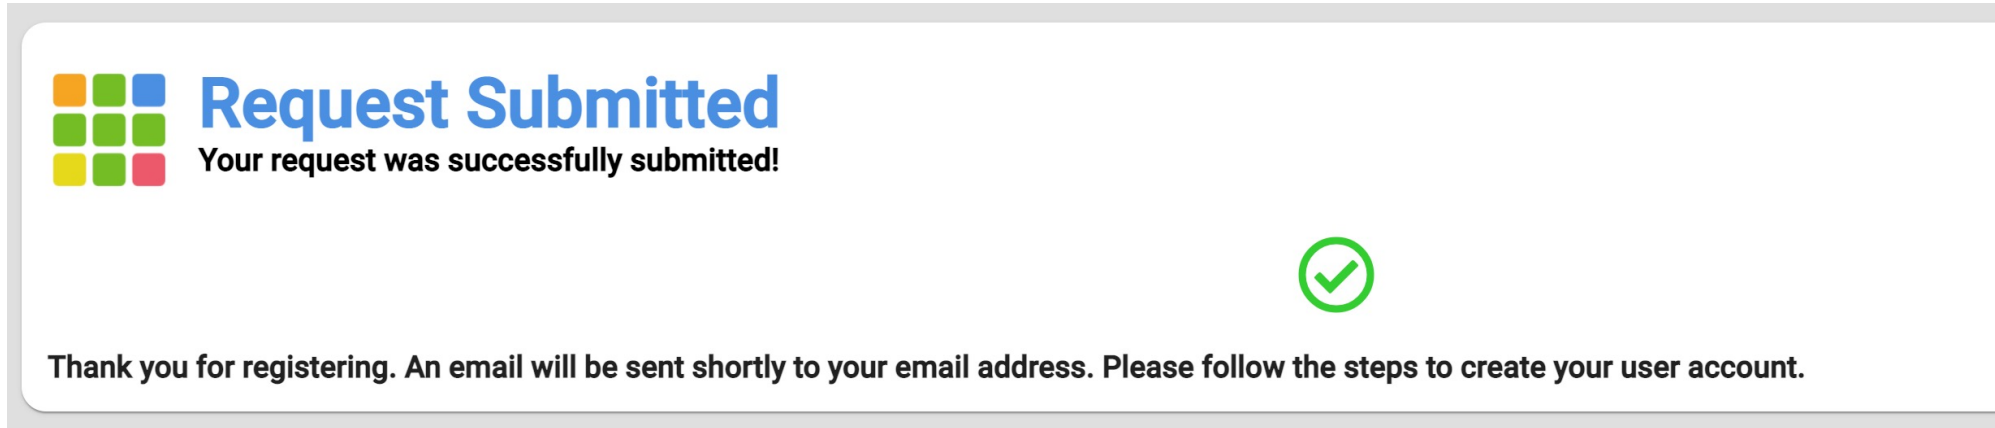 Request Submitted
Your request was successfully submitted!
Thank you for registering. An email will be sent shortly to your email address. Please follow the steps to create your user account.